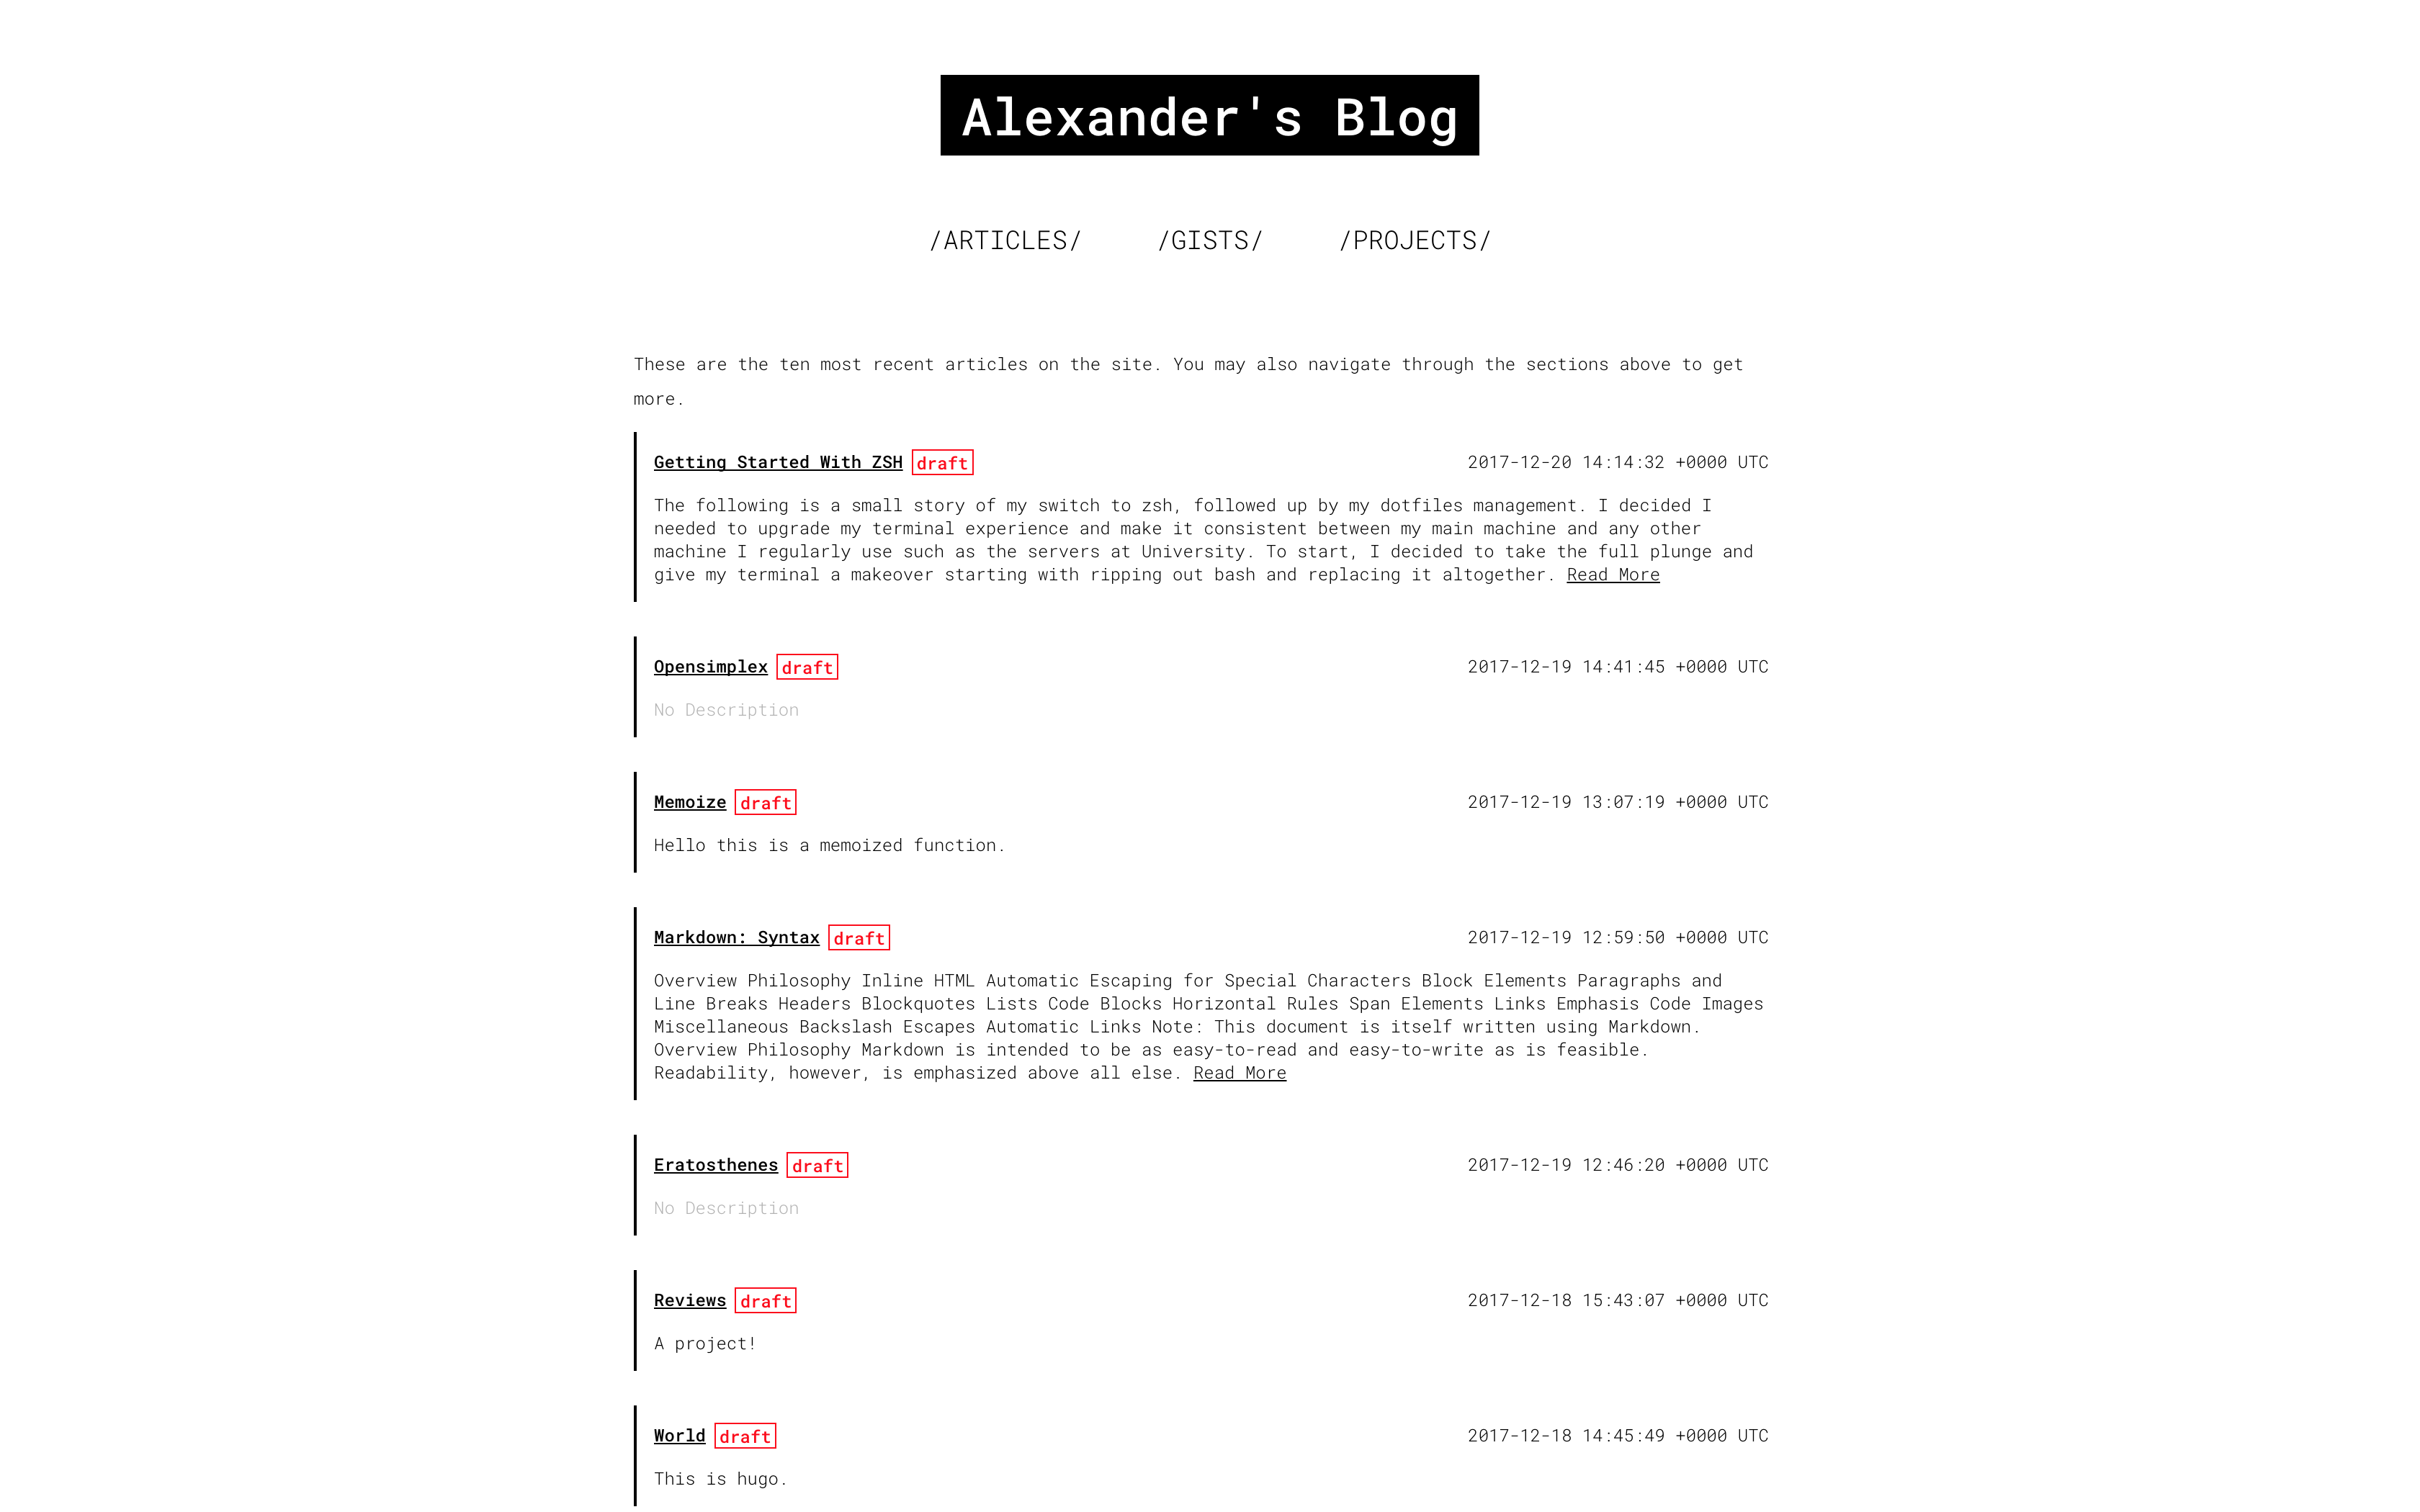 Alexander's Blog
/ARTICLES/ /GISTS/ /PROJECTS/
These are the ten most recent articles on the site. You may also navigate through the sections above to get
more.
Getting Started With ZSH draft 2017-12-20 14:14:32 +0000 UTC
The following is a small story of my switch to zsh, followed up by my dotfiles management. I decided I
needed to upgrade my terminal experience and make it consistent between my main machine and any other
machine I regularly use such as the servers at University. To start, I decided to take the full plunge and
give my terminal a makeover starting with ripping out bash and replacing it altogether. Read More
Opensimplex draft 2017-12-19 14:41:45 +0000 UTC
No Description
Memoize draft 2017-12-19 13:07:19 +0000 UTC
Hello this is a memoized function.
Markdown: Syntax draft 2017-12-19 12:59:50 +0000 UTC
Overview Philosophy Inline HTML Automatic Escaping for Special Characters Block Elements Paragraphs and
Line Breaks Headers Blockquotes Lists Code Blocks Horizontal Rules Span Elements Links Emphasis Code Images
Miscellaneous Backslash Escapes Automatic Links Note: This document is itself written using Markdown.
Overview Philosophy Markdown is intended to be as easy-to-read and easy-to-write as is feasible.
Readability, however, is emphasized above all else. Read More
Eratosthenes draft 2017-12-19 12:46:20 +0000 UTC
No Description
Reviews draft 2017-12-18 15:43:07 +0000 UTC
A project!
World draft 2017-12-18 14:45:49 +0000 UTC
This is hugo.